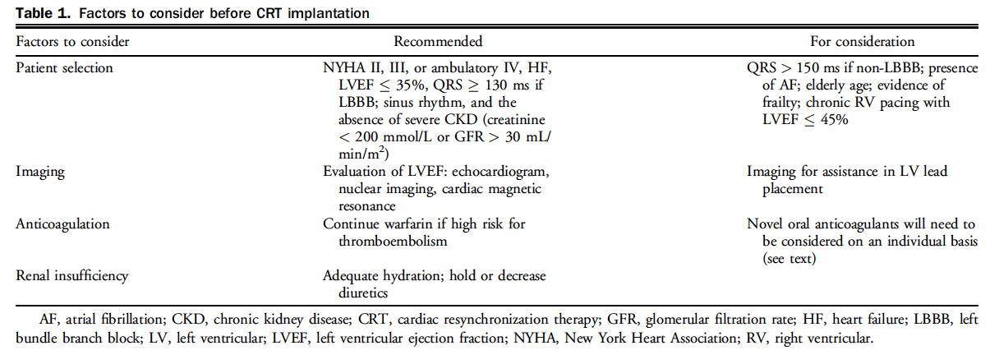 Table 1. Factors to consider before CRT implantation
Factors to consider Recommended For consideration
Patient selection NYHA II, III, or ambulatory IV, HF, QRS > 150 ms if non-LBBB; presence
LVEF ≤ 35%, QRS ≥ 130 ms if of AF; elderly age; evidence of
LBBB; sinus rhythm, and the frailty; chronic RV pacing with
absence of severe CKD (creatinine LVEF ≤ 45%
< 200 mmol/L or GFR > 30 mL/
min/m²)
Imaging Evaluation of LVEF: echocardiogram, Imaging for assistance in LV lead
nuclear imaging, cardiac magnetic placement
resonance
Anticoagulation Continue warfarin if high risk for Novel oral anticoagulants will need to
thromboembolism be considered on an individual basis
(see text)
Renal insufficiency Adequate hydration; hold or decrease
diuretics
AF, atrial fibrillation; CKD, chronic kidney disease; CRT, cardiac resynchronization therapy; GFR, glomerular filtration rate; HF, heart failure; LBBB, left
bundle branch block; LV, left ventricular; LVEF, left ventricular ejection fraction; NYHA, New York Heart Association; RV, right ventricular.